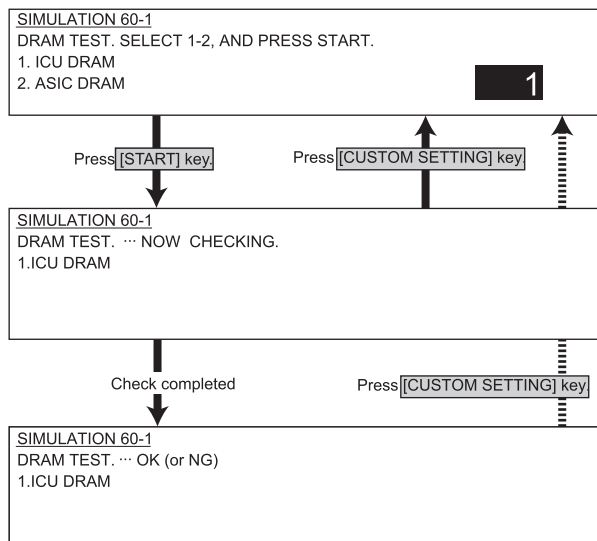 SIMULATION 60-1
DRAM TEST. SELECT 1-2, AND PRESS START.
1. ICU DRAM
2. ASIC DRAM
1
Press [START] key.
Press [CUSTOM SETTING] key.
SIMULATION 60-1
DRAM TEST. ··· NOW CHECKING.
1.ICU DRAM
Check completed
Press [CUSTOM SETTING] key.
SIMULATION 60-1
DRAM TEST. ··· OK (or NG)
1.ICU DRAM